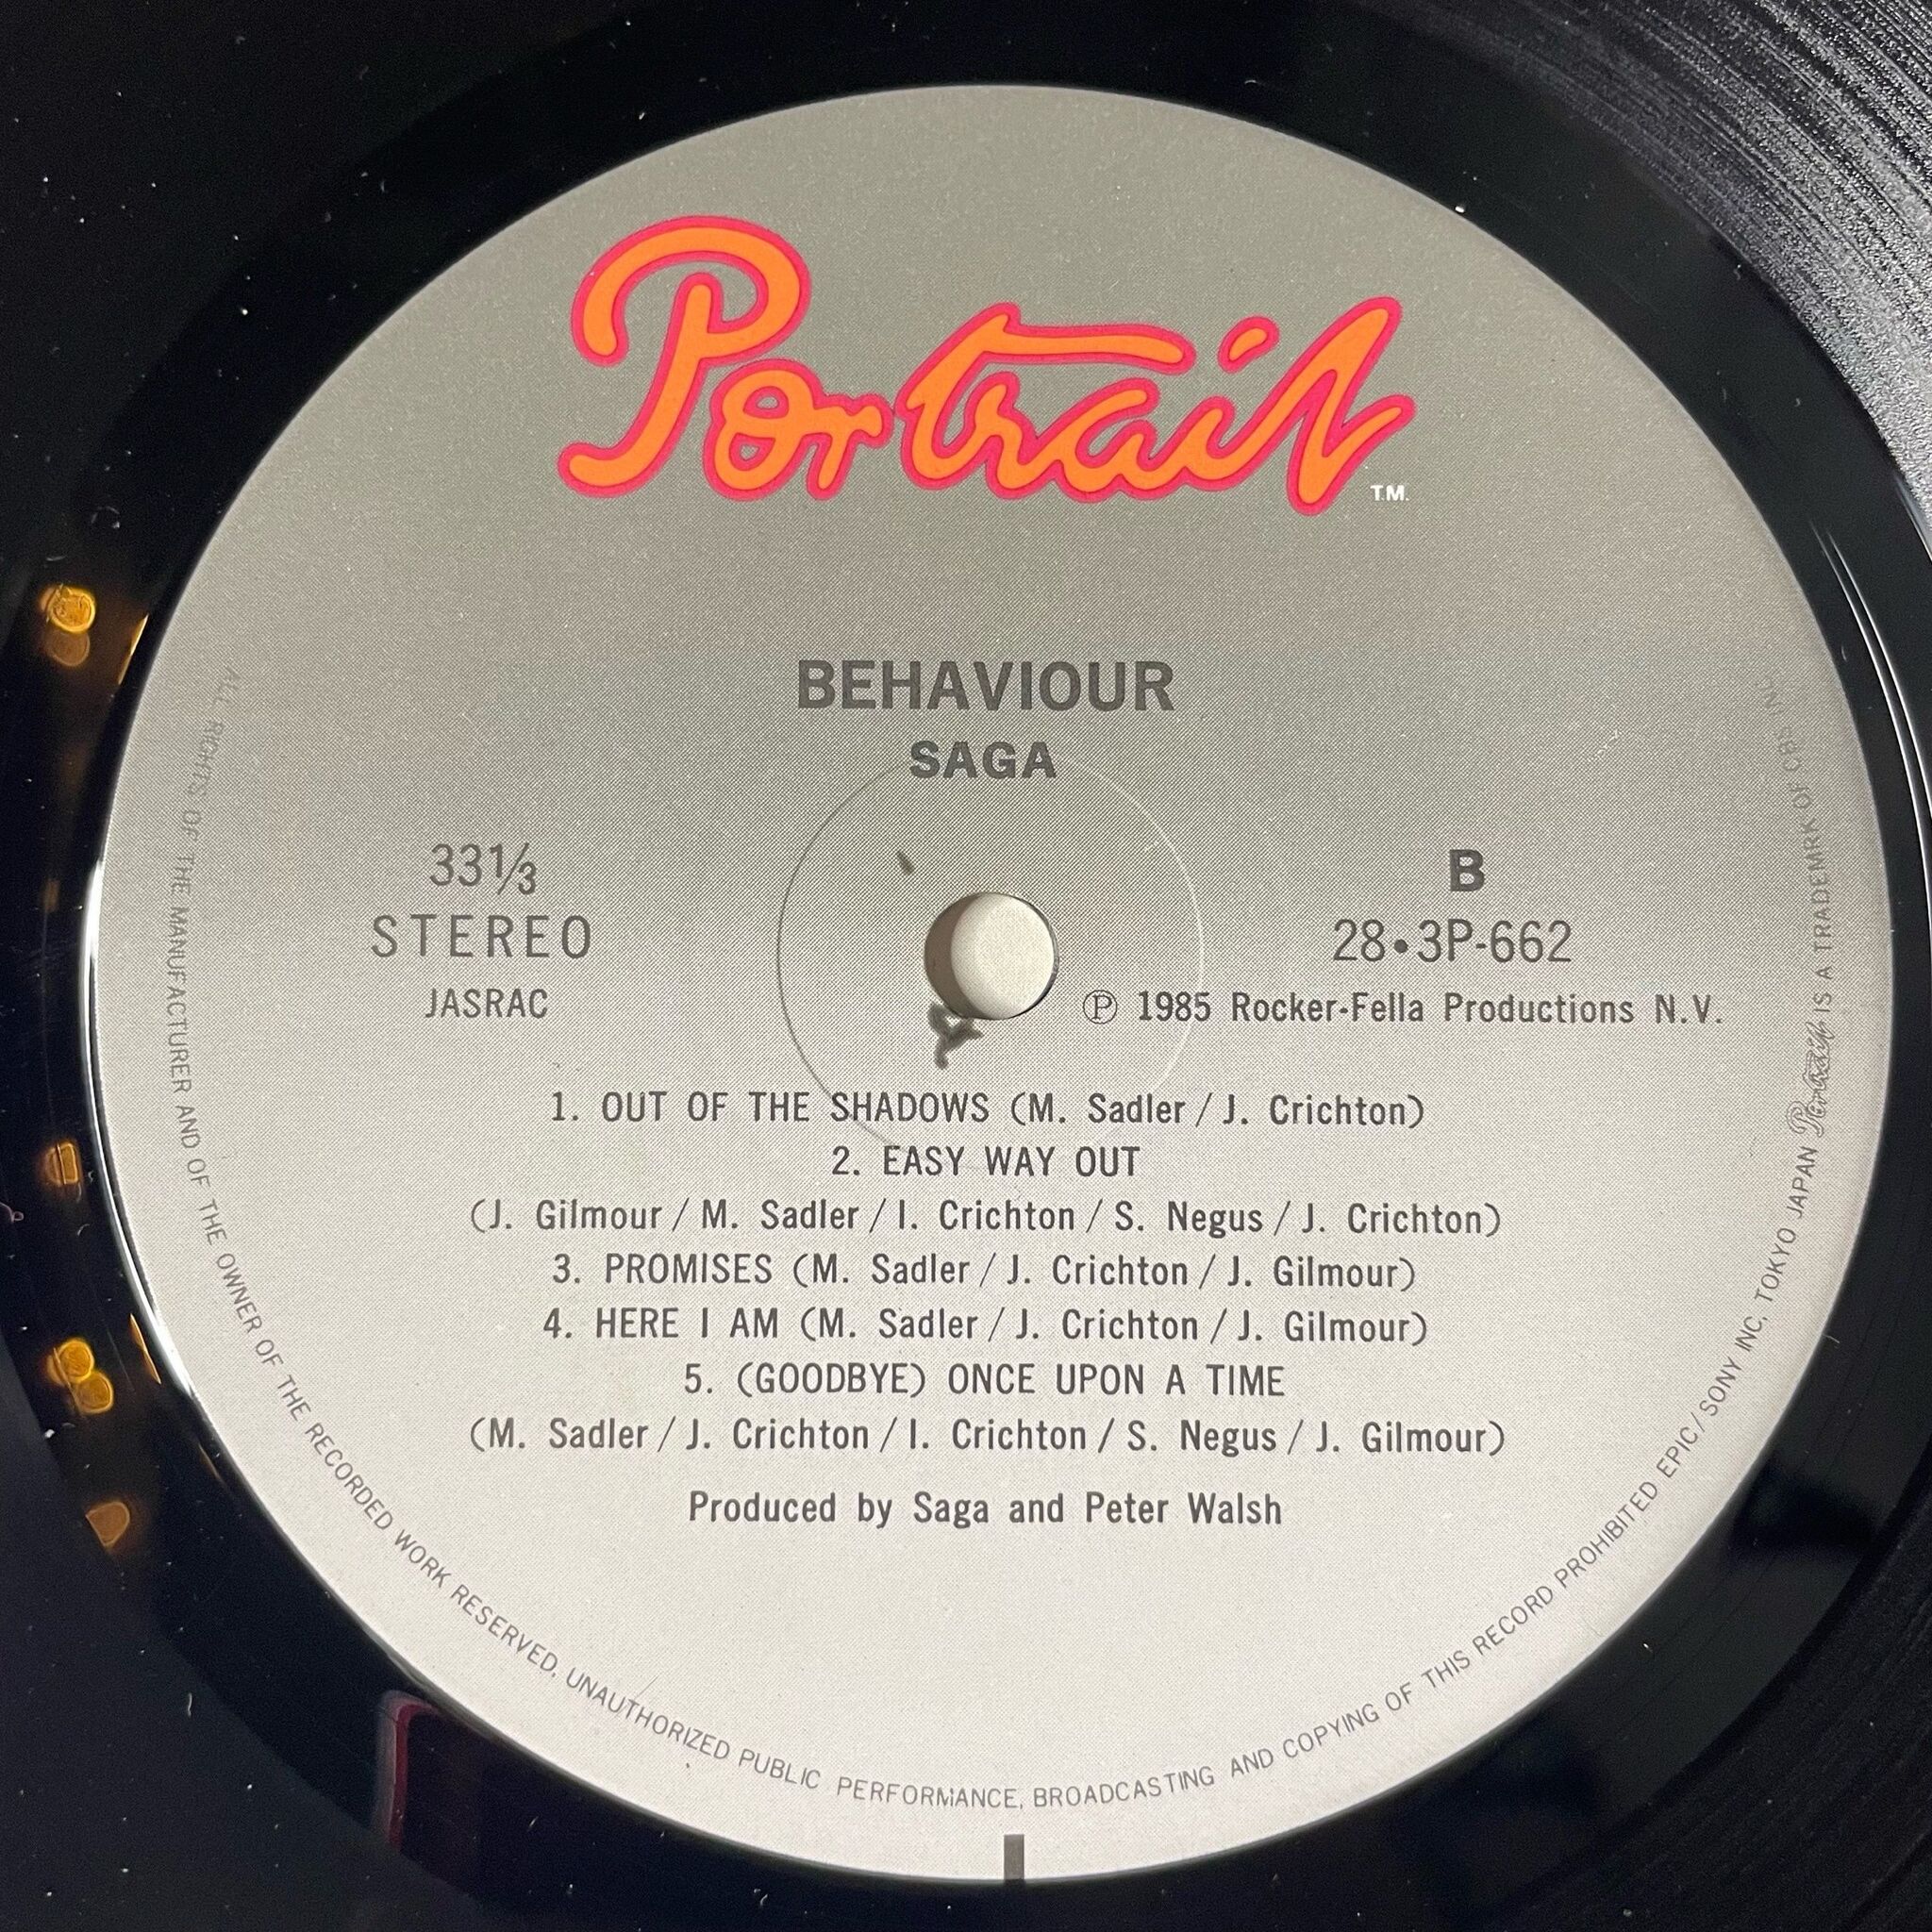 Portrait
T.M.
BEHAVIOUR
SAGA
33⅓
STEREO
JASRAC
B
28•3P-662
Ⓟ 1985 Rocker-Fella Productions N.V.
1. OUT OF THE SHADOWS (M. Sadler / J. Crichton)
2. EASY WAY OUT
(J. Gilmour / M. Sadler / I. Crichton / S. Negus / J. Crichton)
3. PROMISES (M. Sadler / J. Crichton / J. Gilmour)
4. HERE I AM (M. Sadler / J. Crichton / J. Gilmour)
5. (GOODBYE) ONCE UPON A TIME
(M. Sadler / J. Crichton / I. Crichton / S. Negus / J. Gilmour)
Produced by Saga and Peter Walsh
ALL RIGHTS OF THE MANUFACTURER AND OF THE OWNER OF THE RECORDED WORK RESERVED, UNAUTHORIZED PUBLIC PERFORMANCE, BROADCASTING AND COPYING OF THIS RECORD PROHIBITED EPIC/SONY INC, TOKYO JAPAN Portrait IS A TRADEMRK OF CBS INC.